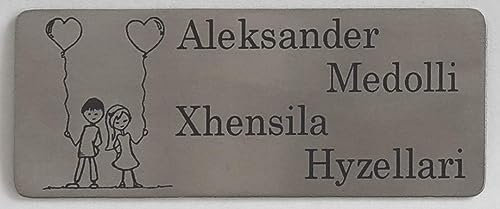 Aleksander
Medolli
Xhensila
Hyzellari